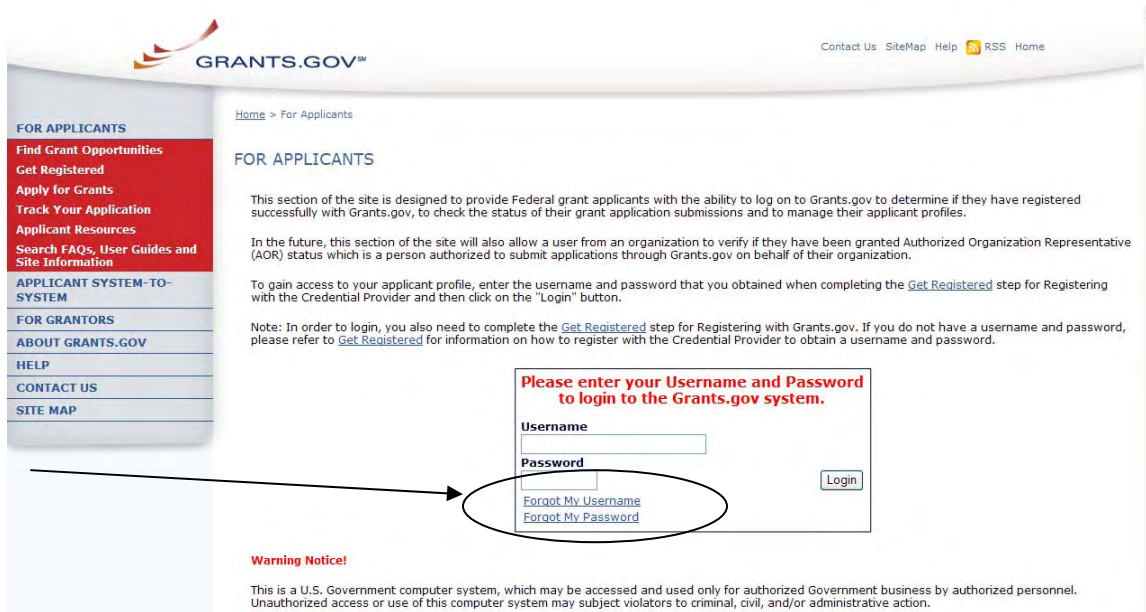 GRANTS.GOV℠
Contact Us SiteMap Help RSS Home
FOR APPLICANTS
Find Grant Opportunities
Get Registered
Apply for Grants
Track Your Application
Applicant Resources
Search FAQs, User Guides and
Site Information
APPLICANT SYSTEM-TO-
SYSTEM
FOR GRANTORS
ABOUT GRANTS.GOV
HELP
CONTACT US
SITE MAP
Home > For Applicants
FOR APPLICANTS
This section of the site is designed to provide Federal grant applicants with the ability to log on to Grants.gov to determine if they have registered
successfully with Grants.gov, to check the status of their grant application submissions and to manage their applicant profiles.
In the future, this section of the site will also allow a user from an organization to verify if they have been granted Authorized Organization Representative
(AOR) status which is a person authorized to submit applications through Grants.gov on behalf of their organization.
To gain access to your applicant profile, enter the username and password that you obtained when completing the Get Registered step for Registering
with the Credential Provider and then click on the "Login" button.
Note: In order to login, you also need to complete the Get Registered step for Registering with Grants.gov. If you do not have a username and password,
please refer to Get Registered for information on how to register with the Credential Provider to obtain a username and password.
Please enter your Username and Password
to login to the Grants.gov system.
Username
Password
Login
Forgot My Username
Forgot My Password
Warning Notice!
This is a U.S. Government computer system, which may be accessed and used only for authorized Government business by authorized personnel.
Unauthorized access or use of this computer system may subject violators to criminal, civil, and/or administrative action.